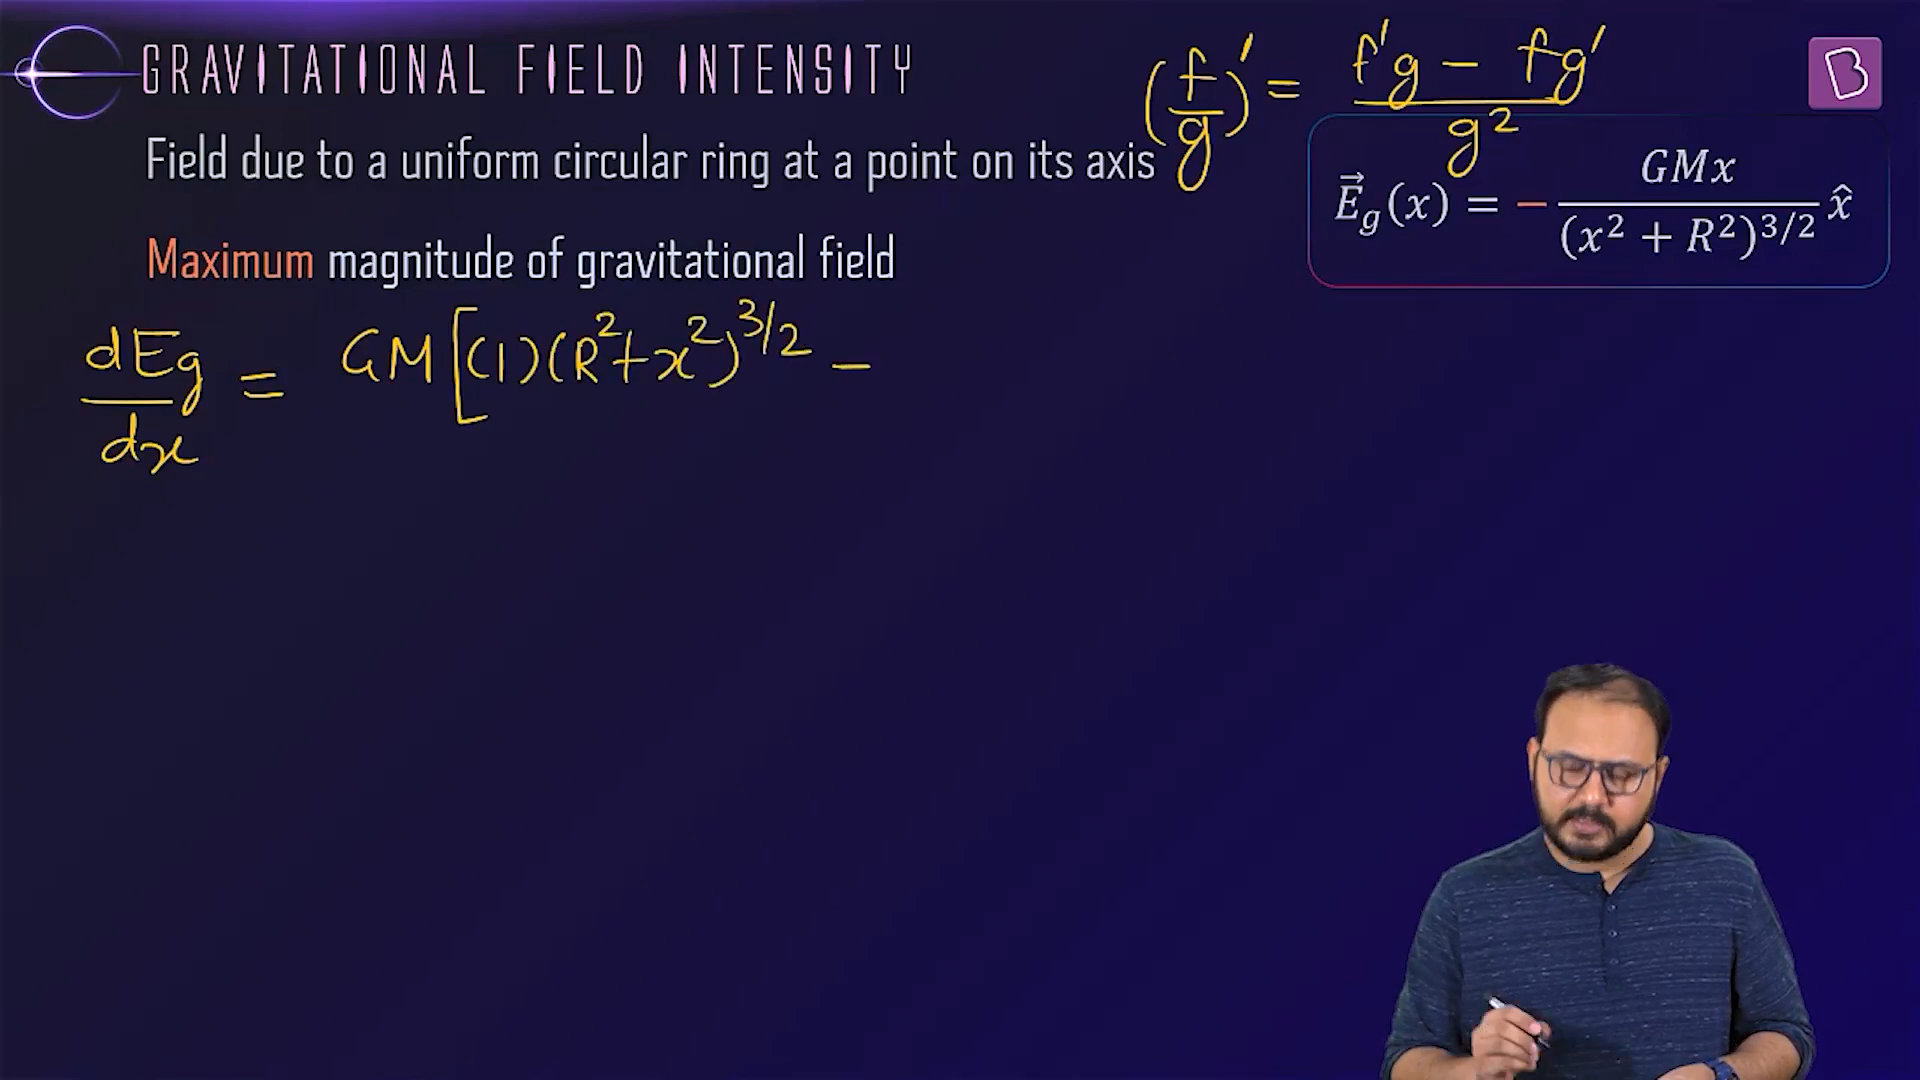 GRAVITATIONAL FIELD INTENSITY
(f/g)' = (f'g - fg')/g²
B
Field due to a uniform circular ring at a point on its axis
E⃗g(x) = - GMx/(x² + R²)^3/2 x̂
Maximum magnitude of gravitational field
dEg/dx = GM[(1)(R²+x²)^3/2 -